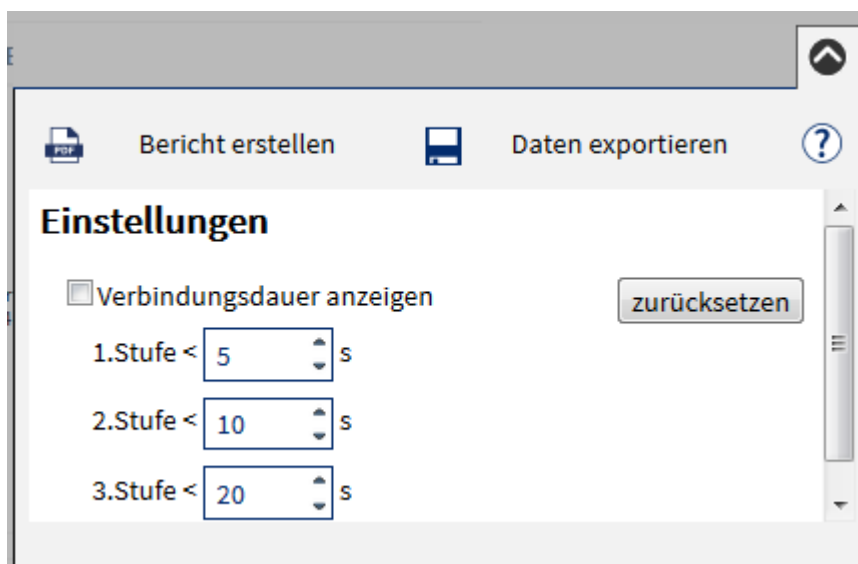 Bericht erstellen Daten exportieren ?
Einstellungen
Verbindungsdauer anzeigen zurücksetzen
1.Stufe < 5 s
2.Stufe < 10 s
3.Stufe < 20 s